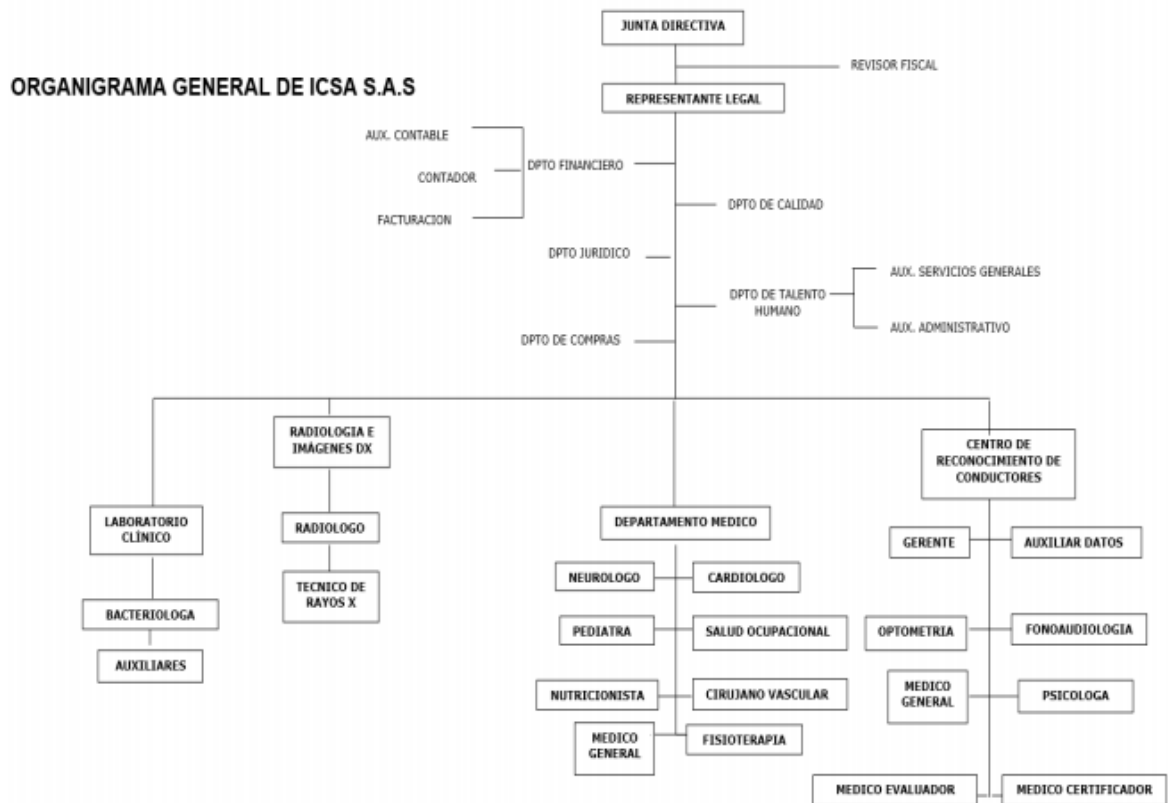 JUNTA DIRECTIVA
REVISOR FISCAL
ORGANIGRAMA GENERAL DE ICSA S.A.S
REPRESENTANTE LEGAL
AUX. CONTABLE
DPTO FINANCIERO
CONTADOR
DPTO DE CALIDAD
FACTURACION
DPTO JURIDICO
AUX. SERVICIOS GENERALES
DPTO DE TALENTO
HUMANO
AUX. ADMINISTRATIVO
DPTO DE COMPRAS
RADIOLOGIA E
IMÁGENES DX
CENTRO DE
RECONOCIMIENTO DE
CONDUCTORES
LABORATORIO
CLÍNICO
RADIOLOGO
DEPARTAMENTO MEDICO
GERENTE
AUXILIAR DATOS
TECNICO DE
RAYOS X
NEUROLOGO
CARDIOLOGO
BACTERIOLOGA
PEDIATRA
SALUD OCUPACIONAL
OPTOMETRIA
FONOAUDIOLOGIA
AUXILIARES
NUTRICIONISTA
CIRUJANO VASCULAR
MEDICO
GENERAL
PSICOLOGA
MEDICO
GENERAL
FISIOTERAPIA
MEDICO EVALUADOR
MEDICO CERTIFICADOR